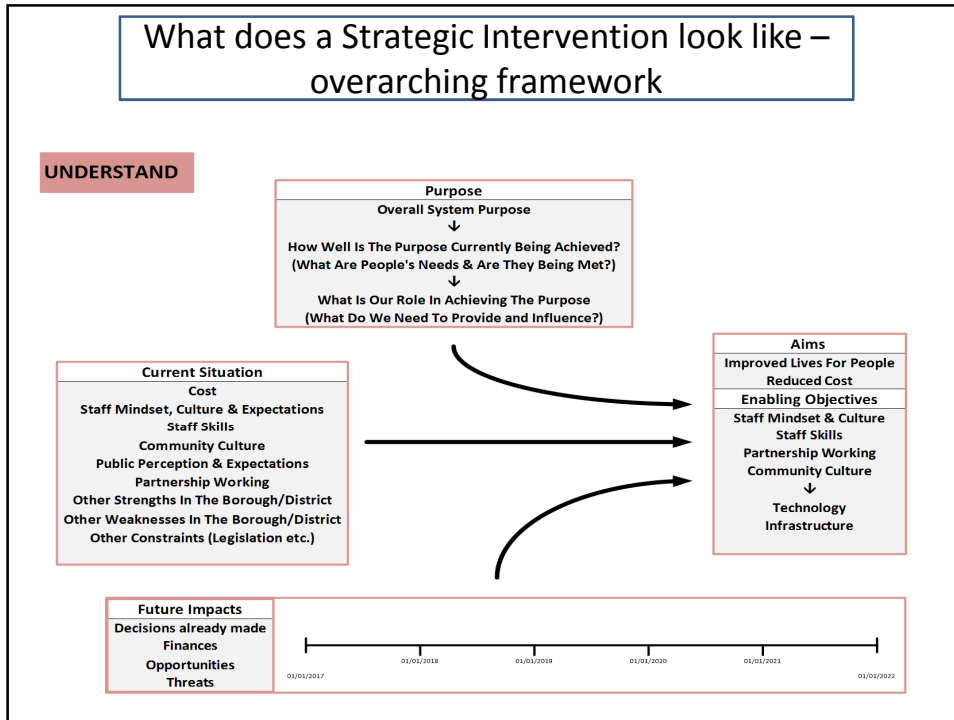 What does a Strategic Intervention look like –
overarching framework
UNDERSTAND
Purpose
Overall System Purpose
↓
How Well Is The Purpose Currently Being Achieved?
(What Are People's Needs & Are They Being Met?)
↓
What Is Our Role In Achieving The Purpose
(What Do We Need To Provide and Influence?)
Current Situation
Cost
Staff Mindset, Culture & Expectations
Staff Skills
Community Culture
Public Perception & Expectations
Partnership Working
Other Strengths In The Borough/District
Other Weaknesses In The Borough/District
Other Constraints (Legislation etc.)
Aims
Improved Lives For People
Reduced Cost
Enabling Objectives
Staff Mindset & Culture
Staff Skills
Partnership Working
Community Culture
↓
Technology
Infrastructure
Future Impacts
Decisions already made
Finances
Opportunities
Threats
01/01/2018 01/01/2019 01/01/2020 01/01/2021
01/01/2017 01/01/2022